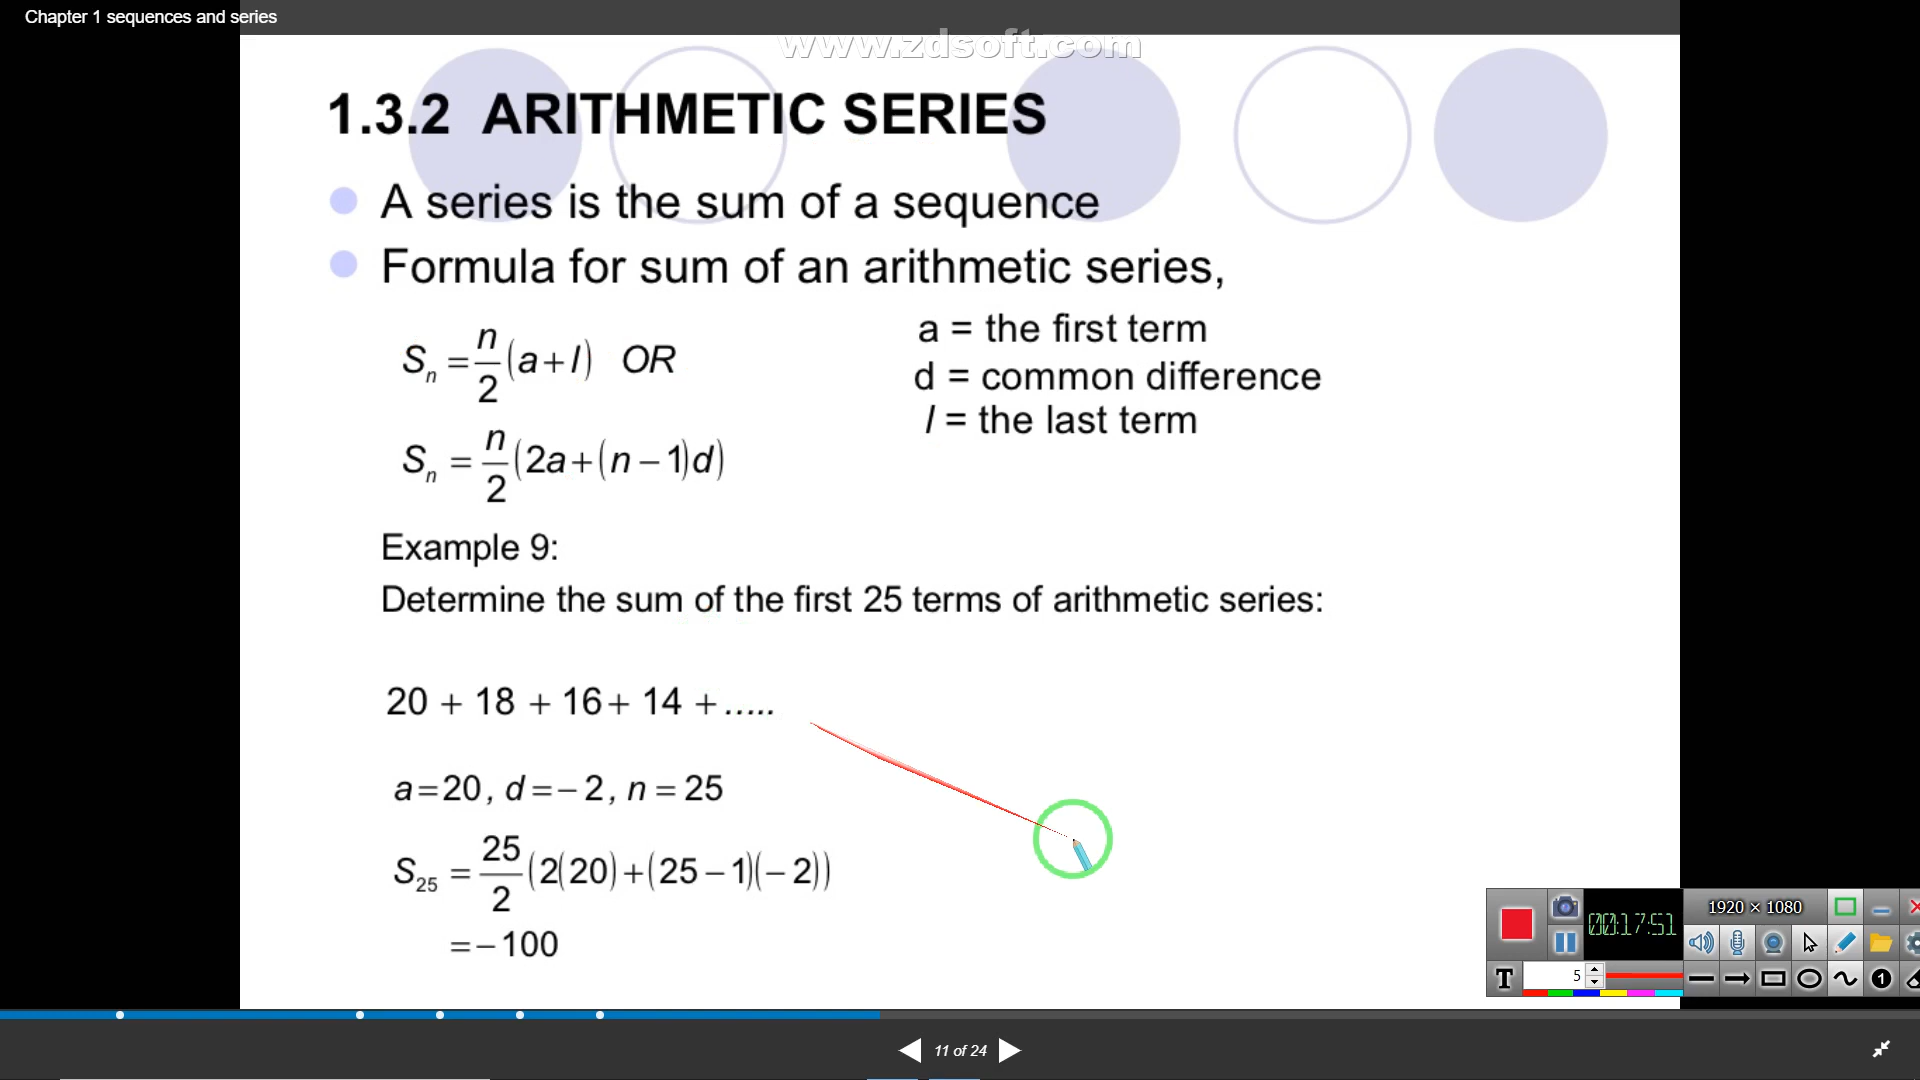 Chapter 1 sequences and series
www.zdsoft.com
1.3.2 ARITHMETIC SERIES
A series is the sum of a sequence
Formula for sum of an arithmetic series,
Sₙ = n/2 (a + l) OR
a = the first term
d = common difference
l = the last term
Sₙ = n/2 (2a + (n − 1)d)
Example 9:
Determine the sum of the first 25 terms of arithmetic series:
20 + 18 + 16 + 14 + .....
a = 20, d = − 2, n = 25
S₂₅ = 25/2 (2(20) + (25 − 1)(− 2))
= − 100
1920 × 1080
00:17:51
T
5
1
11 of 24